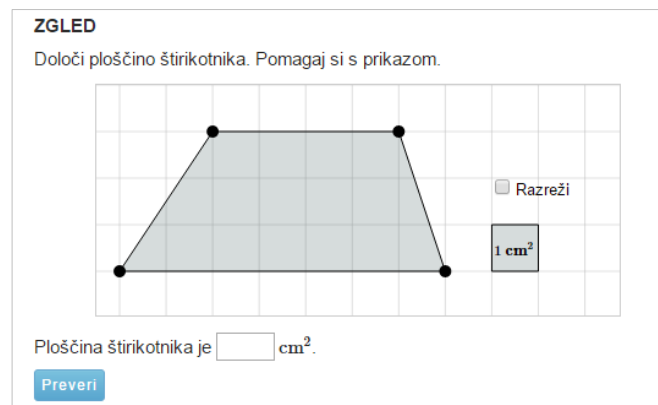 ZGLED
Določi ploščino štirikotnika. Pomagaj si s prikazom.
Razreži
1 cm²
Ploščina štirikotnika je cm².
Preveri